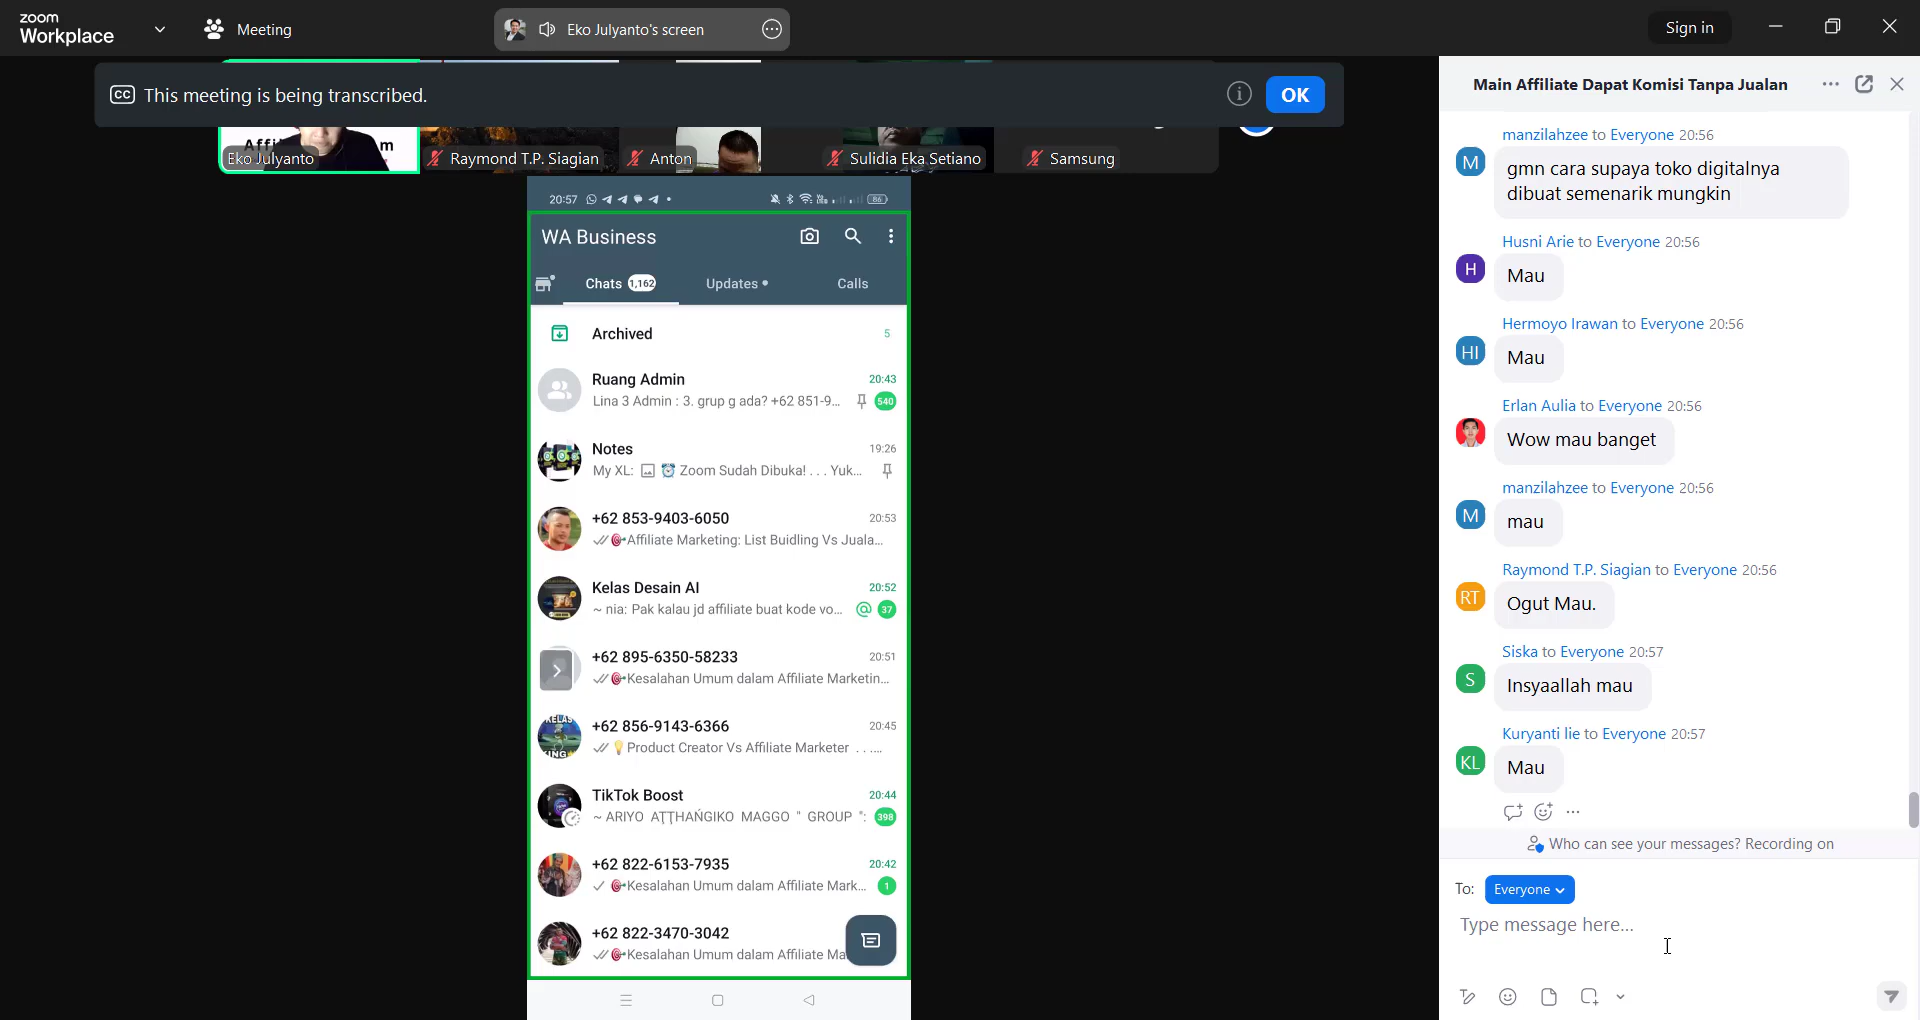 zoom
Workplace
Meeting
Eko Julyanto's screen
Sign in
CC This meeting is being transcribed.
OK
Eko Julyanto
Raymond T.P. Siagian
Anton
Sulidia Eka Setiano
Samsung
20:57
86
WA Business
Chats 1,162
Updates
Calls
Archived
5
Ruang Admin
20:43
Lina 3 Admin : 3. grup g ada? +62 851-9...
540
Notes
19:26
My XL: Zoom Sudah Dibuka! . . . Yuk...
+62 853-9403-6050
20:53
Affiliate Marketing: List Buidling Vs Juala...
Kelas Desain AI
20:52
~ nia: Pak kalau jd affiliate buat kode vo...
@ 37
+62 895-6350-58233
20:51
Kesalahan Umum dalam Affiliate Marketin...
KELAS
KING
+62 856-9143-6366
20:45
Product Creator Vs Affiliate Marketer . . ....
TikTok Boost
20:44
~ ARIYO AŢŢHAŃGIKO MAGGO " GROUP ":
398
+62 822-6153-7935
20:42
Kesalahan Umum dalam Affiliate Mark...
1
+62 822-3470-3042
Kesalahan Umum dalam Affiliate Ma
Main Affiliate Dapat Komisi Tanpa Jualan
manzilahzee to Everyone 20:56
M
gmn cara supaya toko digitalnya
dibuat semenarik mungkin
Husni Arie to Everyone 20:56
H
Mau
Hermoyo Irawan to Everyone 20:56
HI
Mau
Erlan Aulia to Everyone 20:56
Wow mau banget
manzilahzee to Everyone 20:56
M
mau
Raymond T.P. Siagian to Everyone 20:56
RT
Ogut Mau.
Siska to Everyone 20:57
S
Insyaallah mau
Kuryanti lie to Everyone 20:57
KL
Mau
Who can see your messages? Recording on
To: Everyone
Type message here...